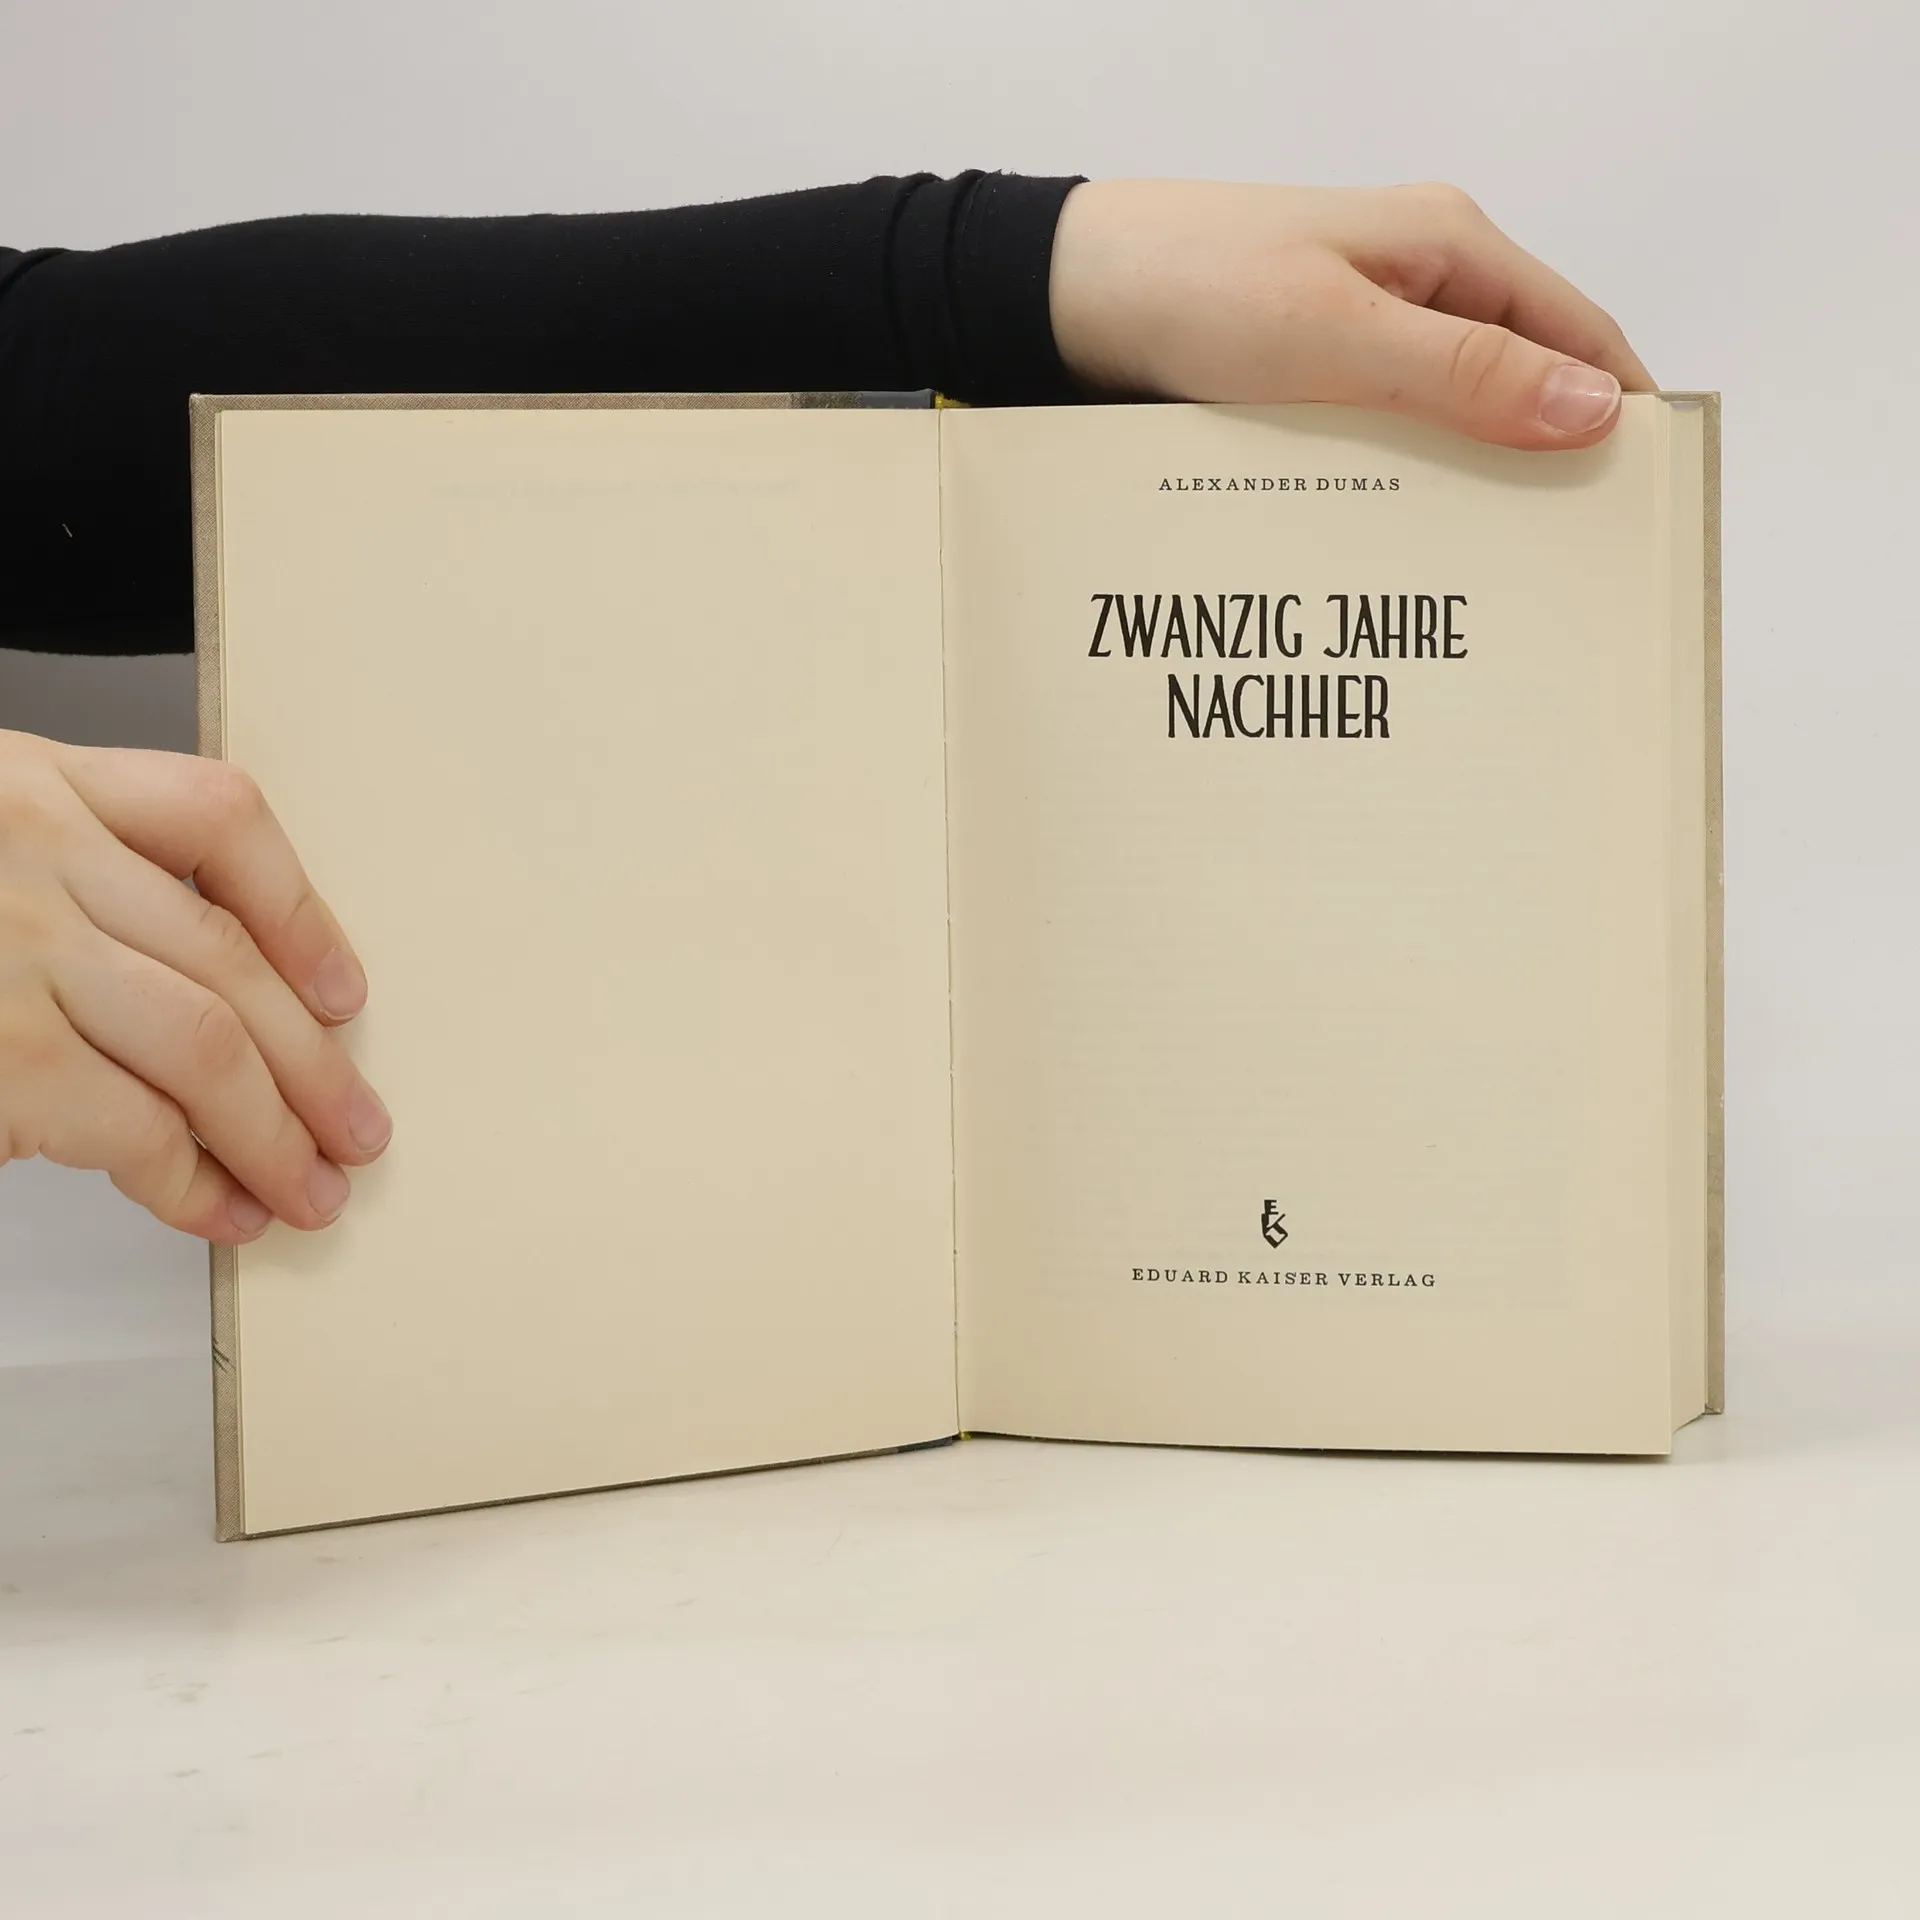 ALEXANDER DUMAS
ZWANZIG JAHRE
NACHHER
EK
EDUARD KAISER VERLAG